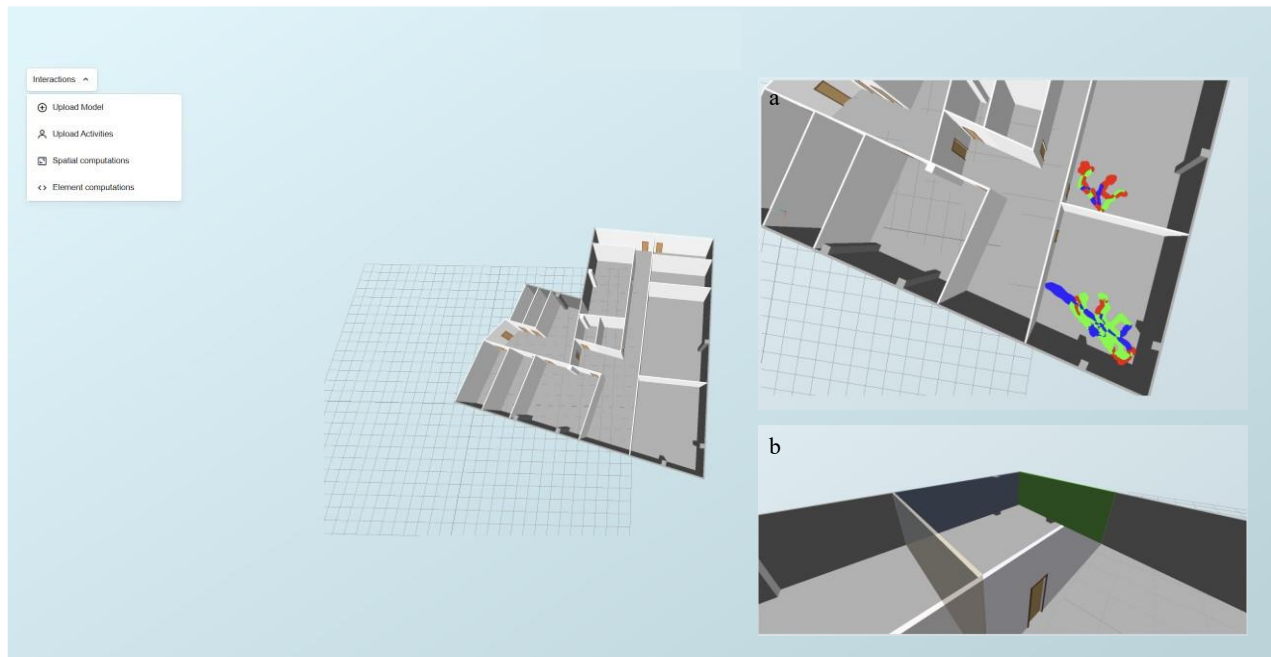 Interactions
Upload Model
Upload Activities
Spatial computations
Element computations
a
b